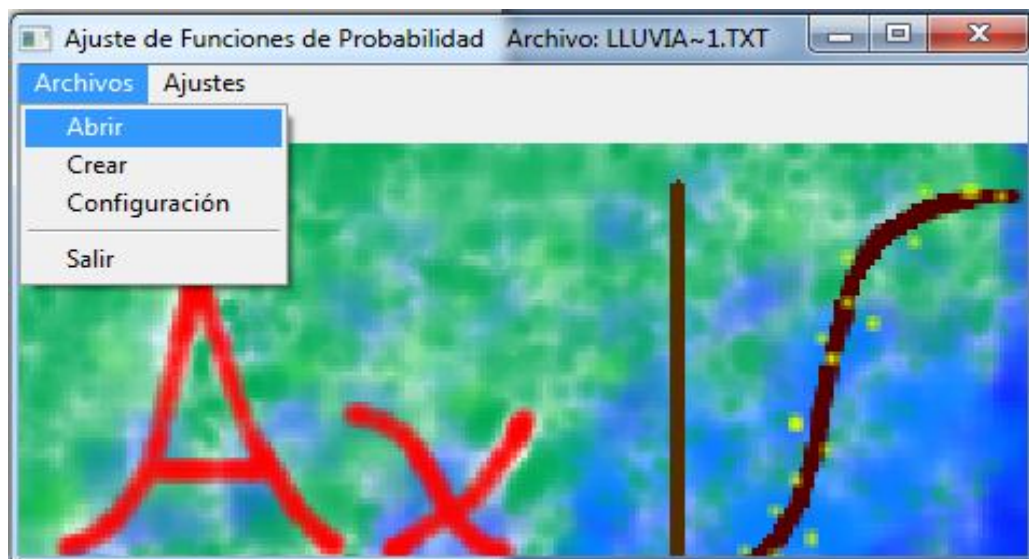 Ajuste de Funciones de Probabilidad Archivo: LLUVIA~1.TXT
Archivos Ajustes
Abrir
Crear
Configuración
Salir
Ax